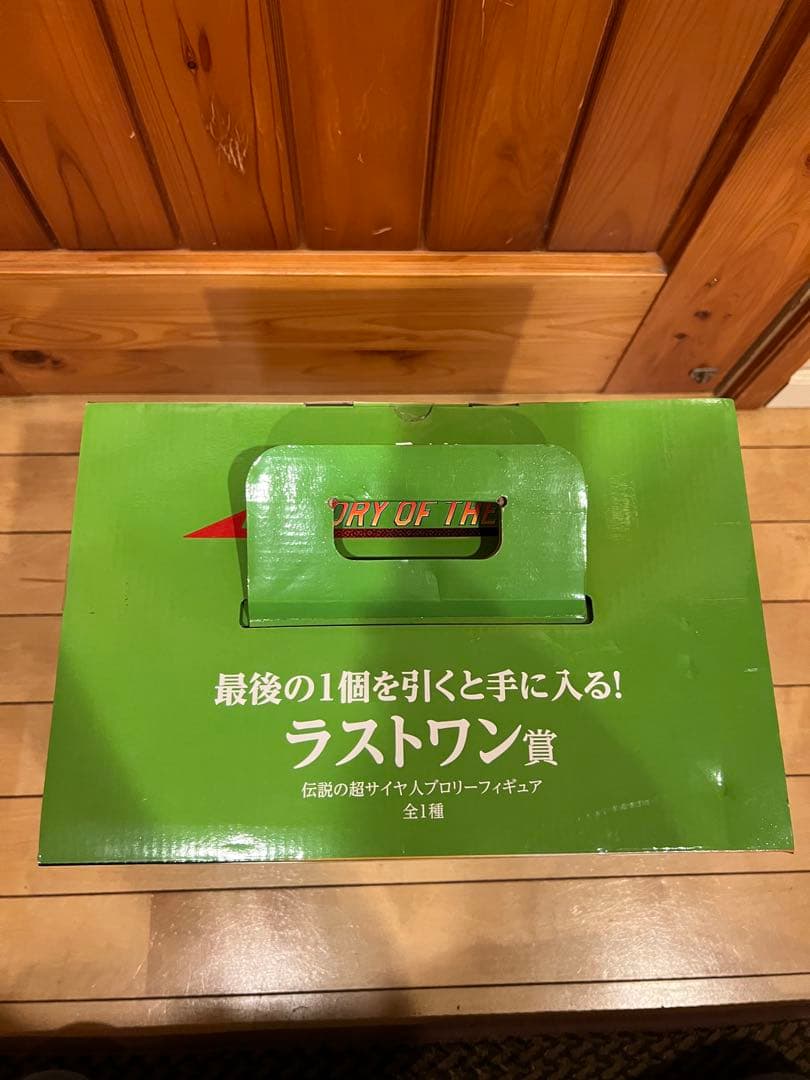 ORY OF THE
最後の1個を引くと手に入る!
ラストワン賞
伝説の超サイヤ人ブロリーフィギュア
全1種